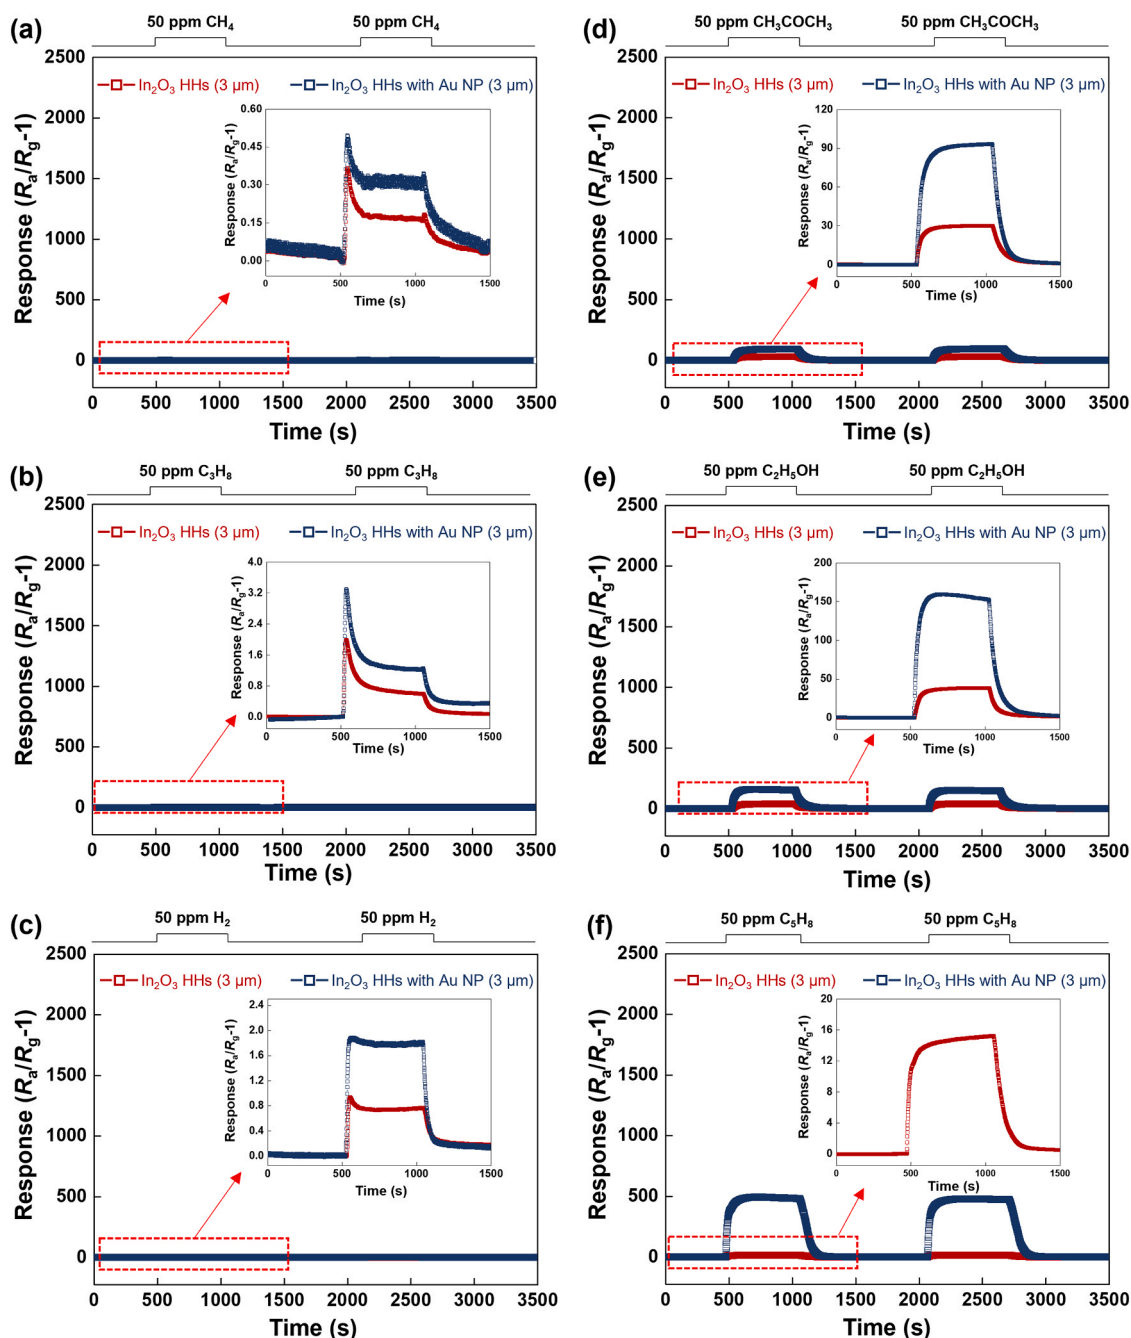 (a)
50 ppm CH₄ 50 ppm CH₄
2500
2000
1500
1000
500
0
Response (Rₐ/R_g-1)
In₂O₃ HHs (3 µm) In₂O₃ HHs with Au NP (3 µm)
0.60
0.45
0.30
0.15
0.00
Response (Rₐ/R_g-1)
0 500 1000 1500
Time (s)
0 500 1000 1500 2000 2500 3000 3500
Time (s)
(b)
50 ppm C₃H₈ 50 ppm C₃H₈
2500
2000
1500
1000
500
0
Response (Rₐ/R_g-1)
In₂O₃ HHs (3 µm) In₂O₃ HHs with Au NP (3 µm)
4.0
3.2
2.4
1.6
0.8
0.0
Response (Rₐ/R_g-1)
0 500 1000 1500
Time (s)
0 500 1000 1500 2000 2500 3000 3500
Time (s)
(c)
50 ppm H₂ 50 ppm H₂
2500
2000
1500
1000
500
0
Response (Rₐ/R_g-1)
In₂O₃ HHs (3 µm) In₂O₃ HHs with Au NP (3 µm)
2.4
2.0
1.6
1.2
0.8
0.4
0.0
Response (Rₐ/R_g-1)
0 500 1000 1500
Time (s)
0 500 1000 1500 2000 2500 3000 3500
Time (s)
(d)
50 ppm CH₃COCH₃ 50 ppm CH₃COCH₃
2500
2000
1500
1000
500
0
Response (Rₐ/R_g-1)
In₂O₃ HHs (3 µm) In₂O₃ HHs with Au NP (3 µm)
120
90
60
30
0
Response (Rₐ/R_g-1)
0 500 1000 1500
Time (s)
0 500 1000 1500 2000 2500 3000 3500
Time (s)
(e)
50 ppm C₂H₅OH 50 ppm C₂H₅OH
2500
2000
1500
1000
500
0
Response (Rₐ/R_g-1)
In₂O₃ HHs (3 µm) In₂O₃ HHs with Au NP (3 µm)
200
150
100
50
0
Response (Rₐ/R_g-1)
0 500 1000 1500
Time (s)
0 500 1000 1500 2000 2500 3000 3500
Time (s)
(f)
50 ppm C₅H₈ 50 ppm C₅H₈
2500
2000
1500
1000
500
0
Response (Rₐ/R_g-1)
In₂O₃ HHs (3 µm) In₂O₃ HHs with Au NP (3 µm)
20
16
12
8
4
0
Response (Rₐ/R_g-1)
0 500 1000 1500
Time (s)
0 500 1000 1500 2000 2500 3000 3500
Time (s)